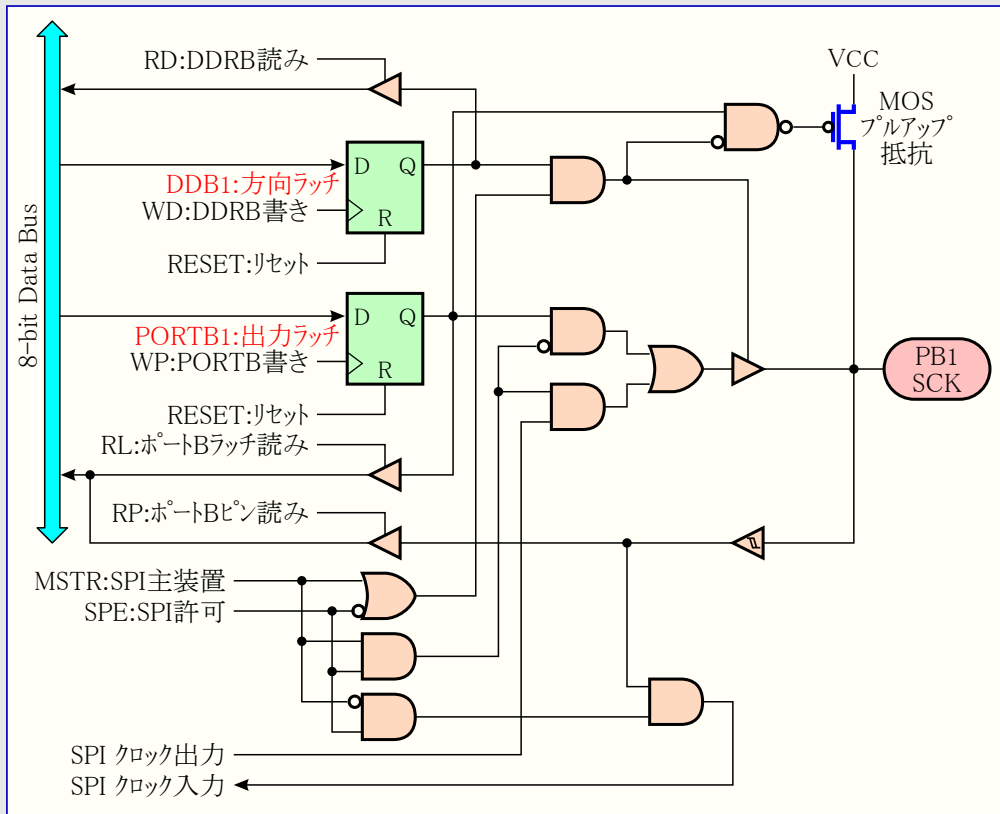 RD:DDRB読み
VCC
MOS
プルアップ
抵抗
D Q
DDB1:方向ラッチ
WD:DDRB書き
R
RESET:リセット
8-bit Data Bus
D Q
PORTB1:出力ラッチ
WP:PORTB書き
R
RESET:リセット
PB1
SCK
RL:ポートBラッチ読み
RP:ポートBピン読み
MSTR:SPI主装置
SPE:SPI許可
SPI クロック出力
SPI クロック入力